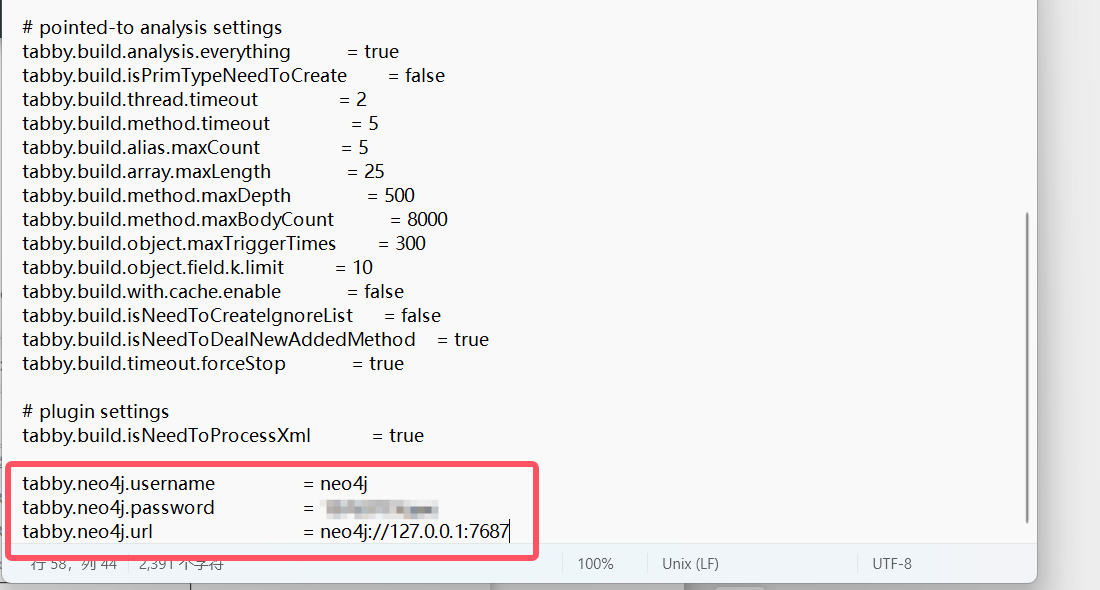 # pointed-to analysis settings
tabby.build.analysis.everything = true
tabby.build.isPrimTypeNeedToCreate = false
tabby.build.thread.timeout = 2
tabby.build.method.timeout = 5
tabby.build.alias.maxCount = 5
tabby.build.array.maxLength = 25
tabby.build.method.maxDepth = 500
tabby.build.method.maxBodyCount = 8000
tabby.build.object.maxTriggerTimes = 300
tabby.build.object.field.k.limit = 10
tabby.build.with.cache.enable = false
tabby.build.isNeedToCreateIgnoreList = false
tabby.build.isNeedToDealNewAddedMethod = true
tabby.build.timeout.forceStop = true
# plugin settings
tabby.build.isNeedToProcessXml = true
tabby.neo4j.username = neo4j
tabby.neo4j.password =
tabby.neo4j.url = neo4j://127.0.0.1:7687
行 58，列 44 2,391 个字符 100% Unix (LF) UTF-8